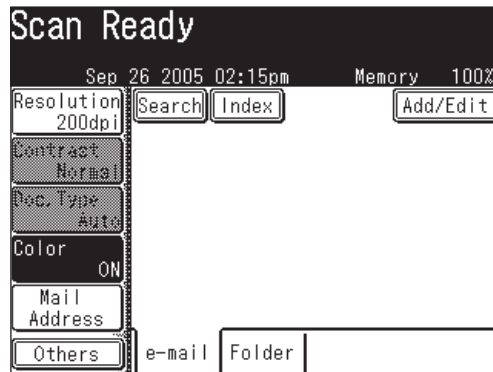 Scan Ready
Sep 26 2005 02:15pm Memory 100%
Resolution
200dpi
Search Index Add/Edit
Contrast
Normal
Doc.Type
Auto
Color
ON
Mail
Address
Others
e-mail Folder